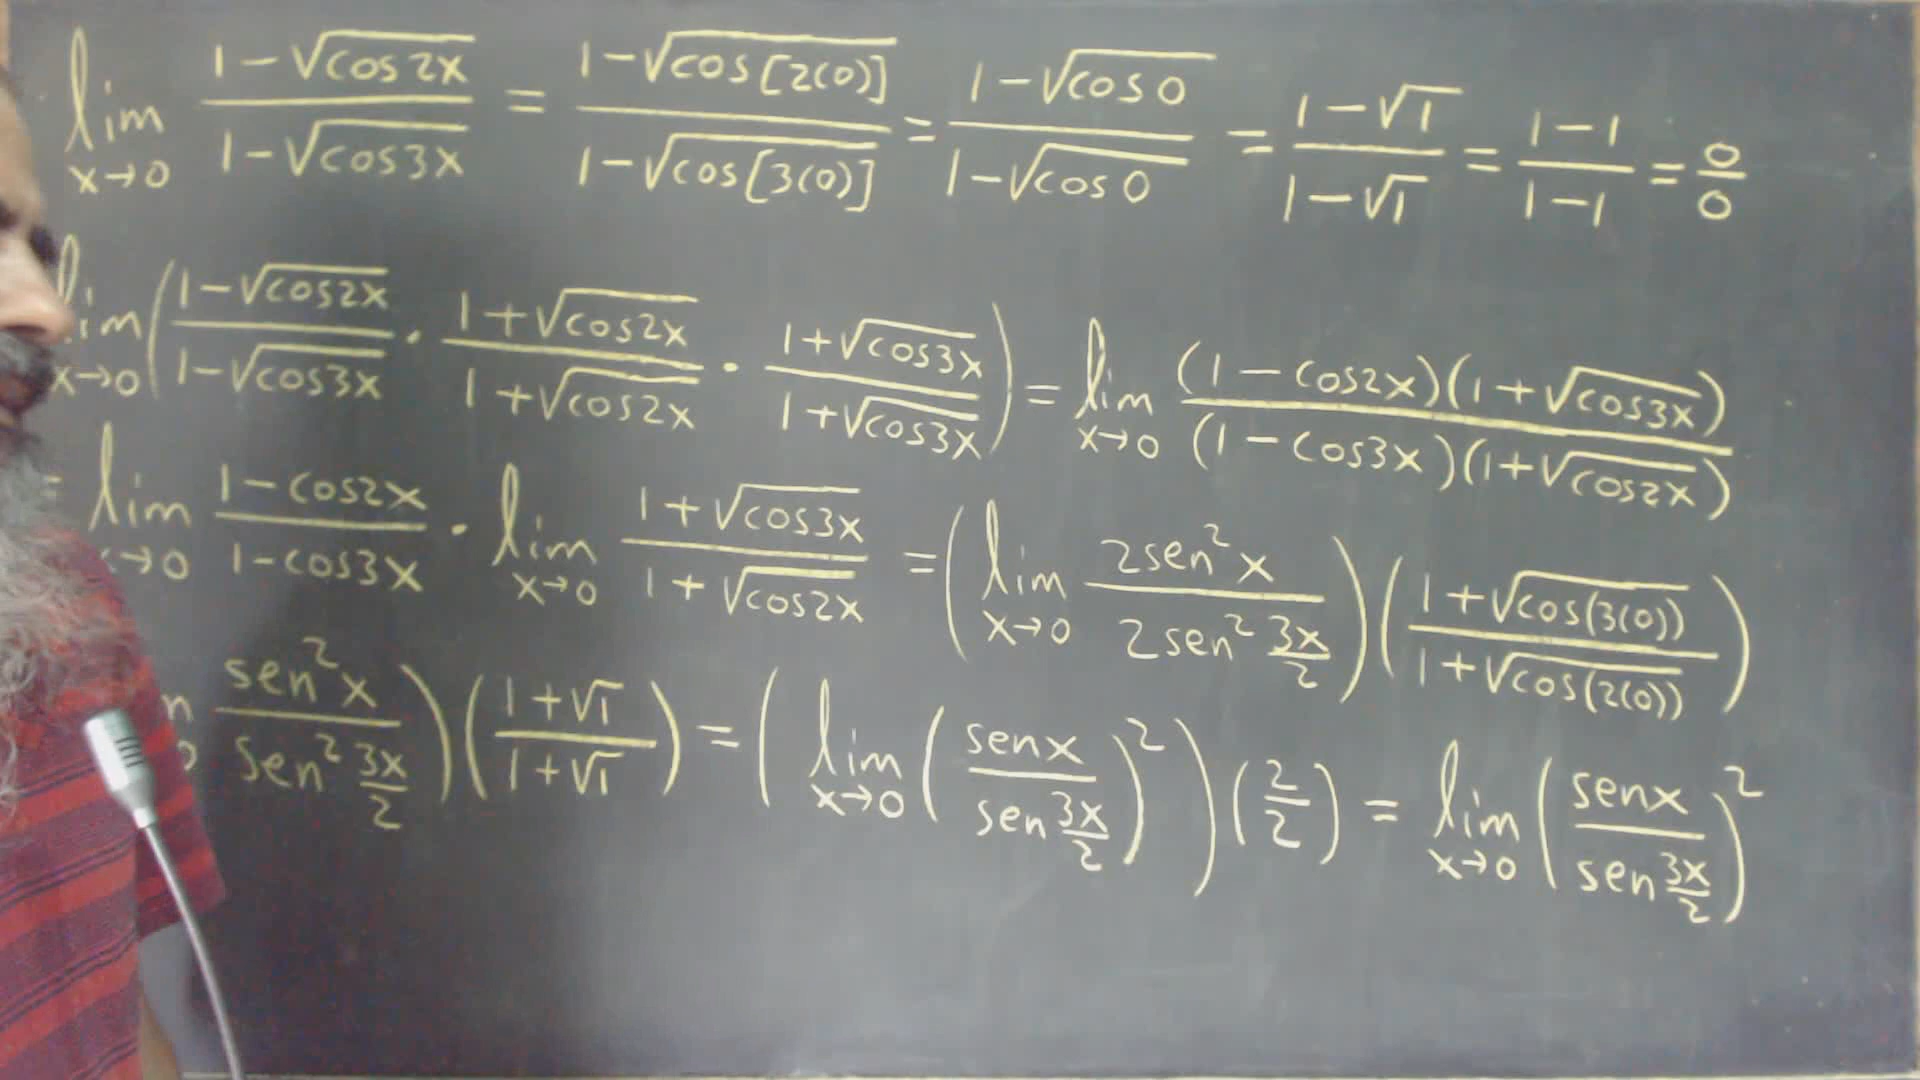 lim x→0 (1-√(cos2x))/(1-√(cos3x)) = (1-√(cos[2(0)]))/(1-√(cos[3(0)])) = (1-√(cos0))/(1-√(cos0)) = (1-√1)/(1-√1) = (1-1)/(1-1) = 0/0
lim x→0 ((1-√(cos2x))/(1-√(cos3x)) · (1+√(cos2x))/(1+√(cos2x)) · (1+√(cos3x))/(1+√(cos3x))) = lim x→0 ((1-cos2x)(1+√(cos3x)))/((1-cos3x)(1+√(cos2x)))
= lim x→0 (1-cos2x)/(1-cos3x) · lim x→0 (1+√(cos3x))/(1+√(cos2x)) = (lim x→0 (2sen²x)/(2sen² 3x/2)) ((1+√(cos(3(0))))/(1+√(cos(2(0)))))
(sen²x)/(sen² 3x/2)) ((1+√1)/(1+√1)) = (lim x→0 ((senx)/(sen 3x/2))²) (2/2) = lim x→0 ((senx)/(sen 3x/2))²